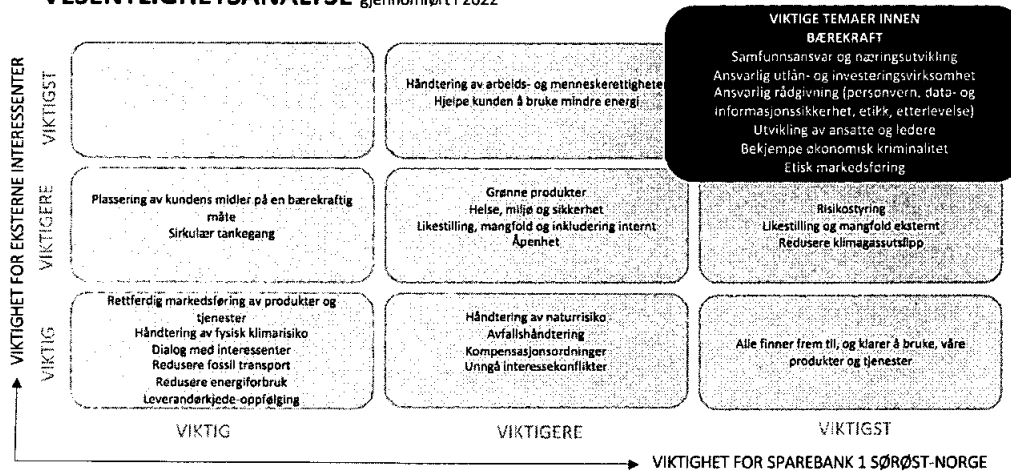 VESENTLIGHETSANALYSE gjennomført i 2022
VIKTIGHET FOR EKSTERNE INTERESSENTER
VIKTIGST
Håndtering av arbeids- og menneskerettigheter
Hjelpe kunden å bruke mindre energi
VIKTIGE TEMAER INNEN
BÆREKRAFT
Samfunnsansvar og næringsutvikling
Ansvarlig utlån- og investeringsvirksomhet
Ansvarlig rådgivning (personvern, data- og
informasjonssikkerhet, etikk, etterlevelse)
Utvikling av ansatte og ledere
Bekjempe økonomisk kriminalitet
Etisk markedsføring
VIKTIGERE
Plassering av kundens midler på en bærekraftig
måte
Sirkulær tankegang
Grønne produkter
Helse, miljø og sikkerhet
Likestilling, mangfold og inkludering internt
Åpenhet
Risikostyring
Likestilling og mangfold eksternt
Redusere klimagassutslipp
VIKTIG
Rettferdig markedsføring av produkter og
tjenester
Håndtering av fysisk klimarisiko
Dialog med interessenter
Redusere fossil transport
Redusere energiforbruk
Leverandørkjede-oppfølging
Håndtering av naturrisiko
Avfallshåndtering
Kompensasjonsordninger
Unngå interessekonflikter
Alle finner frem til, og klarer å bruke, våre
produkter og tjenester
VIKTIG
VIKTIGERE
VIKTIGST
VIKTIGHET FOR SPAREBANK 1 SØRØST-NORGE